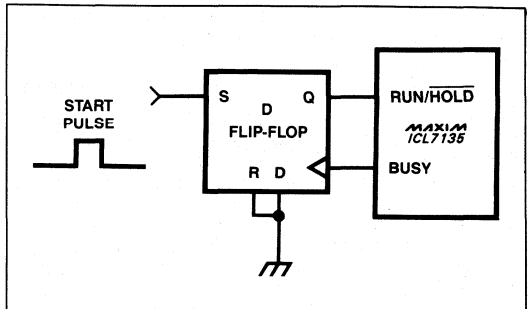 START
PULSE
S
D
Q
FLIP-FLOP
R D
RUN/HOLD
MAXIM
ICL7135
BUSY